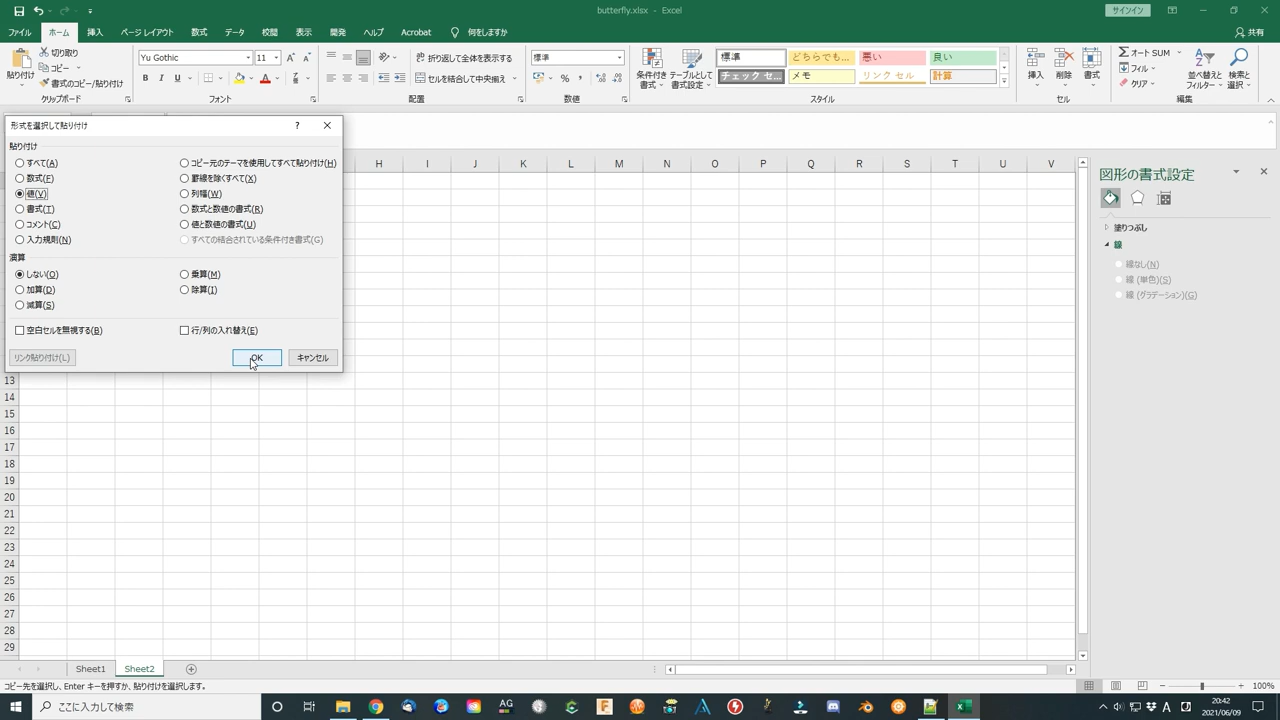 butterfly.xlsx - Excel
サインイン
ファイル ホーム 挿入 ページ レイアウト 数式 データ 校閲 表示 開発 ヘルプ Acrobat 何をしますか 共有
貼り付け
切り取り
コピー
書式のコピー/貼り付け
クリップボード
Yu Gothic 11
B I U
フォント
折り返して全体を表示する
セルを結合して中央揃え
配置
標準
数値
条件付き書式
テーブルとして書式設定
標準 どちらでも... 悪い 良い
チェック セ... メモ リンク セル 計算
スタイル
挿入 削除 書式
セル
オート SUM
フィル
クリア
並べ替えとフィルター
検索と選択
編集
形式を選択して貼り付け ? ×
貼り付け
すべて(A)
コピー元のテーマを使用してすべて貼り付け(H)
数式(F)
罫線を除くすべて(X)
値(V)
列幅(W)
書式(T)
数式と数値の書式(R)
コメント(C)
値と数値の書式(U)
入力規則(N)
すべての結合されている条件付き書式(G)
演算
しない(O)
乗算(M)
加算(D)
除算(I)
減算(S)
空白セルを無視する(B)
行/列の入れ替え(E)
リンク貼り付け(L) OK キャンセル
H I J K L M N O P Q R S T U V
13
14
15
16
17
18
19
20
21
22
23
24
25
26
27
28
29
図形の書式設定
塗りつぶし
線
線なし(N)
線 (単色)(S)
線 (グラデーション)(G)
Sheet1 Sheet2
コピー先を選択し、Enter キーを押すか、貼り付けを選択します。
100%
ここに入力して検索
AG
A
20:42
2021/06/09